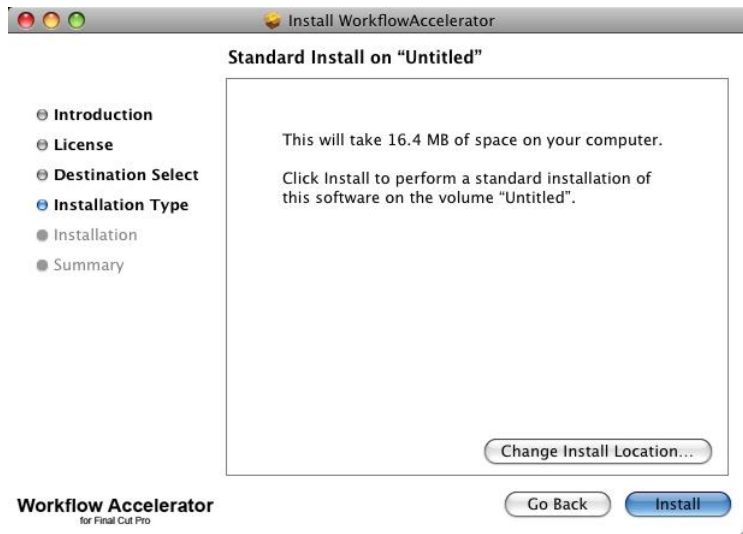 Install WorkflowAccelerator
Standard Install on “Untitled”
Introduction
License
Destination Select
Installation Type
Installation
Summary
This will take 16.4 MB of space on your computer.
Click Install to perform a standard installation of
this software on the volume “Untitled”.
Change Install Location...
Workflow Accelerator
for Final Cut Pro
Go Back
Install